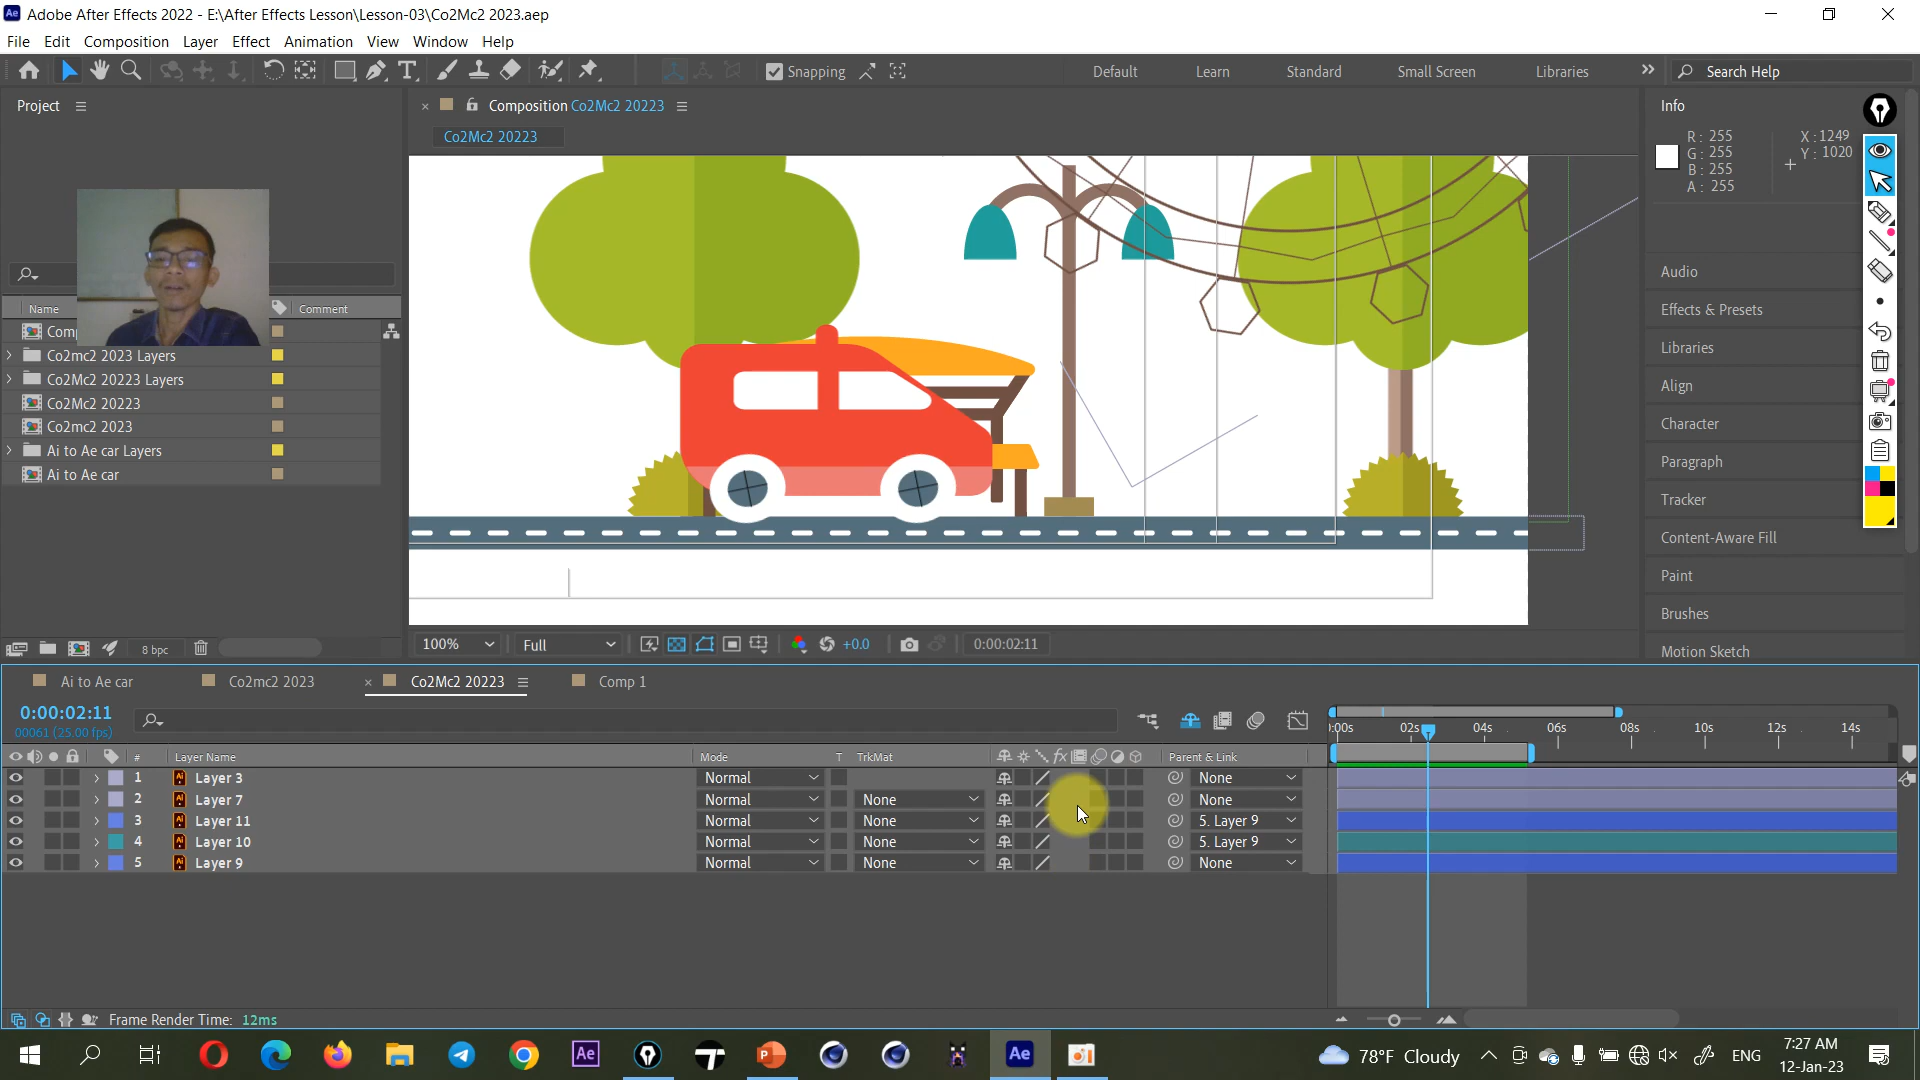 Adobe After Effects 2022 - E:\After Effects Lesson\Lesson-03\Co2Mc2 2023.aep
File Edit Composition Layer Effect Animation View Window Help
Snapping Default Learn Standard Small Screen Libraries Search Help
Project
Composition Co2Mc2 20223
Co2Mc2 20223
Info
R: 255
G: 255
B: 255
A: 255
X:1249
Y: 1020
Audio
Effects & Presets
Libraries
Align
Character
Paragraph
Tracker
Content-Aware Fill
Paint
Brushes
Motion Sketch
Name Comment
Comp
Co2mc2 2023 Layers
Co2Mc2 20223 Layers
Co2Mc2 20223
Co2mc2 2023
Ai to Ae car Layers
Ai to Ae car
8 bpc
100% Full +0.0 0:00:02:11
Ai to Ae car Co2mc2 2023 Co2Mc2 20223 Comp 1
0:00:02:11
00061 (25.00 fps)
:00s 02s 04s 06s 08s 10s 12s 14s
# Layer Name Mode T TrkMat fx Parent & Link
1 Ai Layer 3 Normal None
2 Ai Layer 7 Normal None None
3 Ai Layer 11 Normal None 5. Layer 9
4 Ai Layer 10 Normal None 5. Layer 9
5 Ai Layer 9 Normal None None
Frame Render Time: 12ms
78°F Cloudy ENG
7:27 AM
12-Jan-23